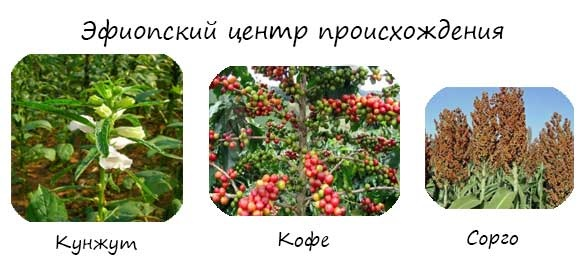 Эфиопский центр происхождения
Кунжут
Кофе
Сорго